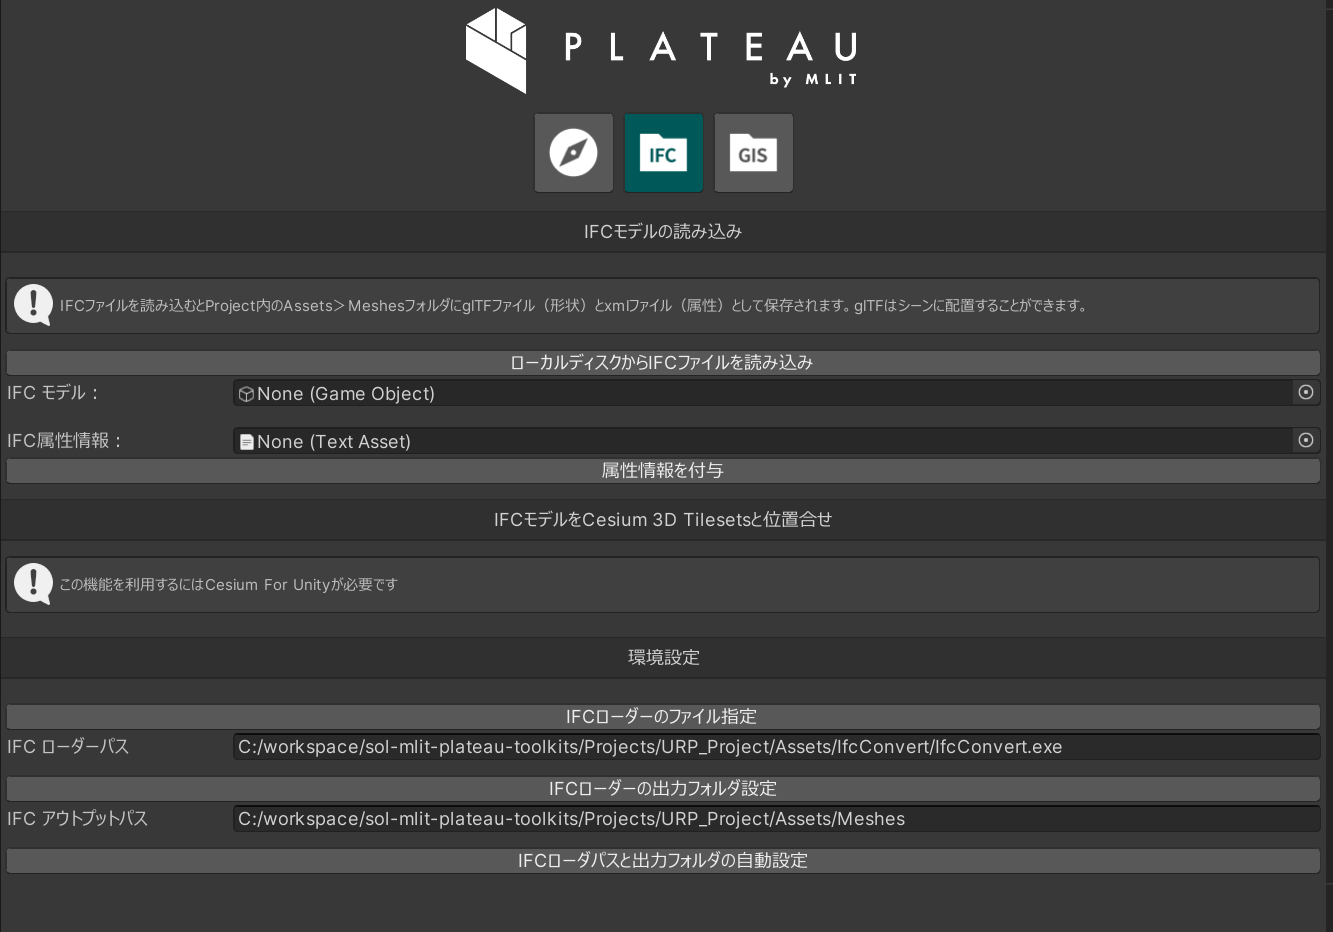 PLATEAU
by MLIT
IFC
GIS
IFCモデルの読み込み
IFCファイルを読み込むとProject内のAssets＞MeshesフォルダにglTFファイル（形状）とxmlファイル（属性）として保存されます。glTFはシーンに配置することができます。
ローカルディスクからIFCファイルを読み込み
IFC モデル：
None (Game Object)
IFC属性情報：
None (Text Asset)
属性情報を付与
IFCモデルをCesium 3D Tilesetsと位置合せ
この機能を利用するにはCesium For Unityが必要です
環境設定
IFCローダーのファイル指定
IFC ローダーパス
C:/workspace/sol-mlit-plateau-toolkits/Projects/URP_Project/Assets/IfcConvert/IfcConvert.exe
IFCローダーの出力フォルダ設定
IFC アウトプットパス
C:/workspace/sol-mlit-plateau-toolkits/Projects/URP_Project/Assets/Meshes
IFCローダパスと出力フォルダの自動設定